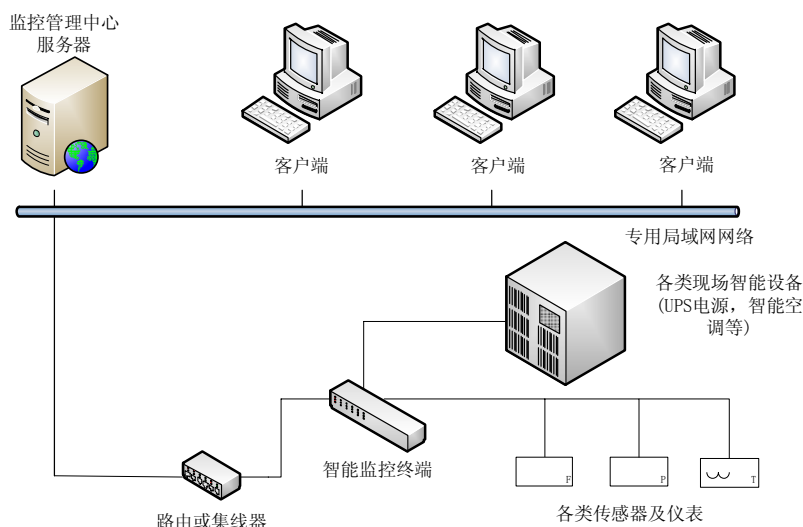 监控管理中心
服务器
客户端
客户端
客户端
专用局域网网络
各类现场智能设备
(UPS电源，智能空
调等)
智能监控终端
F
P
T
路由或集线器
各类传感器及仪表